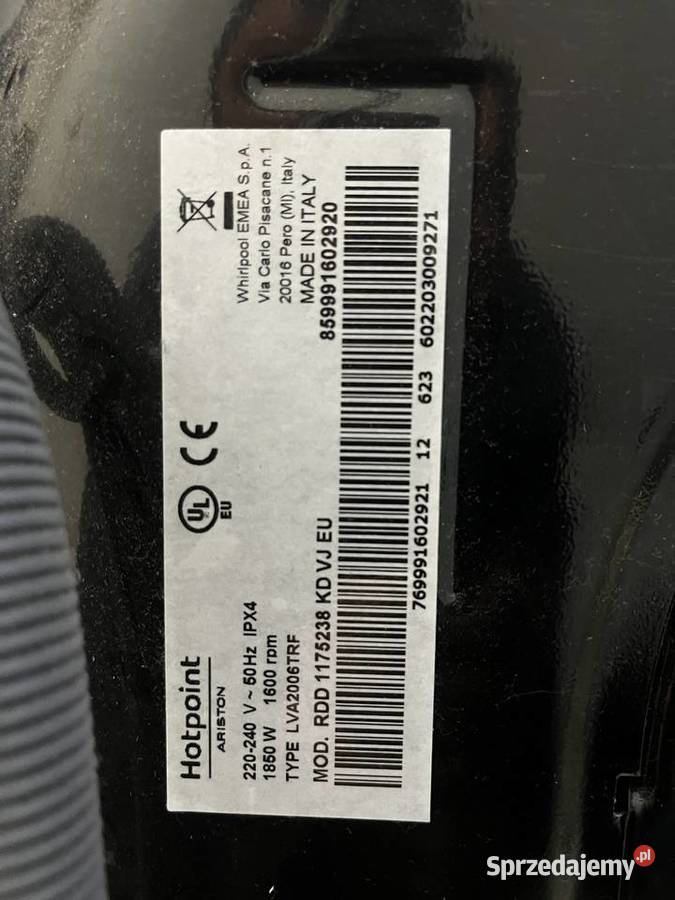 Hotpoint
ARISTON
UL
EU
CE
220-240 V ~ 50Hz IPX4
1850 W 1600 rpm
TYPE LVA2006TRF
MOD. RDD 1175238 KD VJ EU
Whirlpool EMEA S.p.A.
Via Carlo Pisacane n.1
20016 Pero (MI), Italy
MADE IN ITALY
859991602920
769991602921 12 623 602203009271
Sprzedajemy.pl